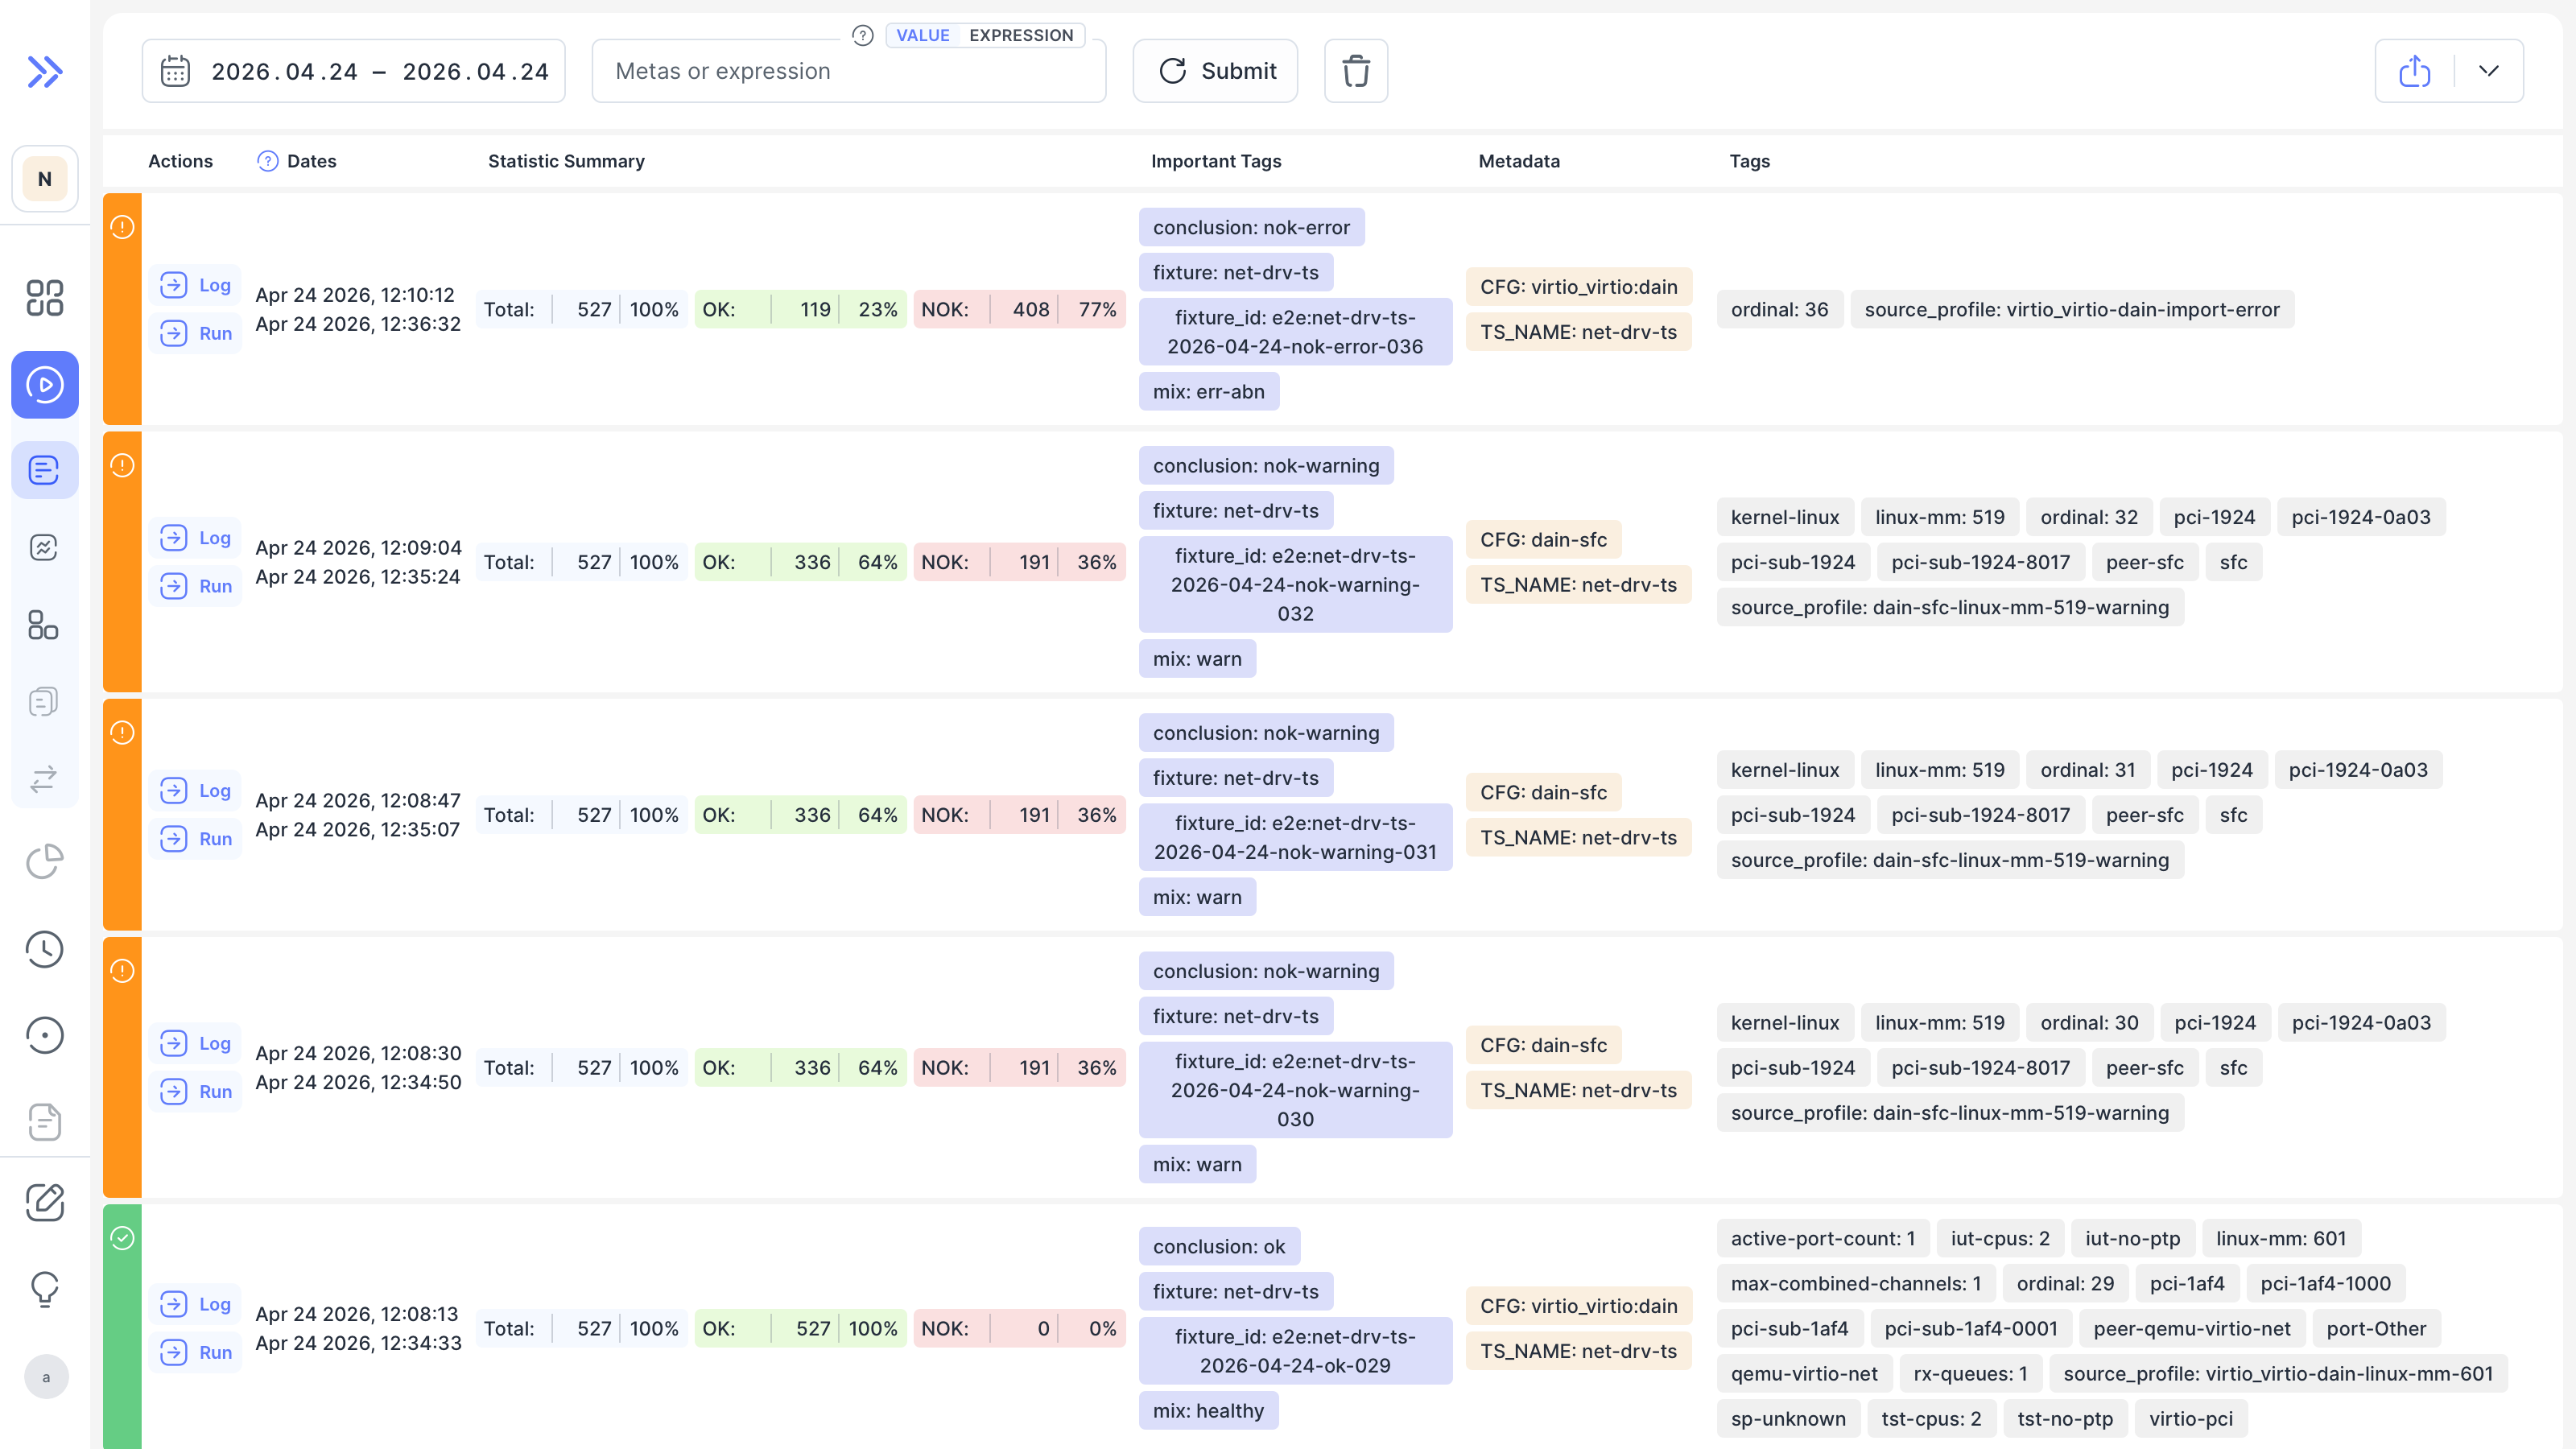 VALUE EXPRESSION
2026.04.24 – 2026.04.24
Metas or expression
Submit
Actions Dates Statistic Summary Important Tags Metadata Tags
N
Log
Run
Apr 24 2026, 12:10:12
Apr 24 2026, 12:36:32
Total: 527 100% OK: 119 23% NOK: 408 77%
conclusion: nok-error
fixture: net-drv-ts
fixture_id: e2e:net-drv-ts-
2026-04-24-nok-error-036
mix: err-abn
CFG: virtio_virtio:dain
TS_NAME: net-drv-ts
ordinal: 36 source_profile: virtio_virtio-dain-import-error
Log
Run
Apr 24 2026, 12:09:04
Apr 24 2026, 12:35:24
Total: 527 100% OK: 336 64% NOK: 191 36%
conclusion: nok-warning
fixture: net-drv-ts
fixture_id: e2e:net-drv-ts-
2026-04-24-nok-warning-
032
mix: warn
CFG: dain-sfc
TS_NAME: net-drv-ts
kernel-linux linux-mm: 519 ordinal: 32 pci-1924 pci-1924-0a03
pci-sub-1924 pci-sub-1924-8017 peer-sfc sfc
source_profile: dain-sfc-linux-mm-519-warning
Log
Run
Apr 24 2026, 12:08:47
Apr 24 2026, 12:35:07
Total: 527 100% OK: 336 64% NOK: 191 36%
conclusion: nok-warning
fixture: net-drv-ts
fixture_id: e2e:net-drv-ts-
2026-04-24-nok-warning-031
mix: warn
CFG: dain-sfc
TS_NAME: net-drv-ts
kernel-linux linux-mm: 519 ordinal: 31 pci-1924 pci-1924-0a03
pci-sub-1924 pci-sub-1924-8017 peer-sfc sfc
source_profile: dain-sfc-linux-mm-519-warning
Log
Run
Apr 24 2026, 12:08:30
Apr 24 2026, 12:34:50
Total: 527 100% OK: 336 64% NOK: 191 36%
conclusion: nok-warning
fixture: net-drv-ts
fixture_id: e2e:net-drv-ts-
2026-04-24-nok-warning-
030
mix: warn
CFG: dain-sfc
TS_NAME: net-drv-ts
kernel-linux linux-mm: 519 ordinal: 30 pci-1924 pci-1924-0a03
pci-sub-1924 pci-sub-1924-8017 peer-sfc sfc
source_profile: dain-sfc-linux-mm-519-warning
Log
Run
Apr 24 2026, 12:08:13
Apr 24 2026, 12:34:33
Total: 527 100% OK: 527 100% NOK: 0 0%
conclusion: ok
fixture: net-drv-ts
fixture_id: e2e:net-drv-ts-
2026-04-24-ok-029
mix: healthy
CFG: virtio_virtio:dain
TS_NAME: net-drv-ts
active-port-count: 1 iut-cpus: 2 iut-no-ptp linux-mm: 601
max-combined-channels: 1 ordinal: 29 pci-1af4 pci-1af4-1000
pci-sub-1af4 pci-sub-1af4-0001 peer-qemu-virtio-net port-Other
qemu-virtio-net rx-queues: 1 source_profile: virtio_virtio-dain-linux-mm-601
sp-unknown tst-cpus: 2 tst-no-ptp virtio-pci
a